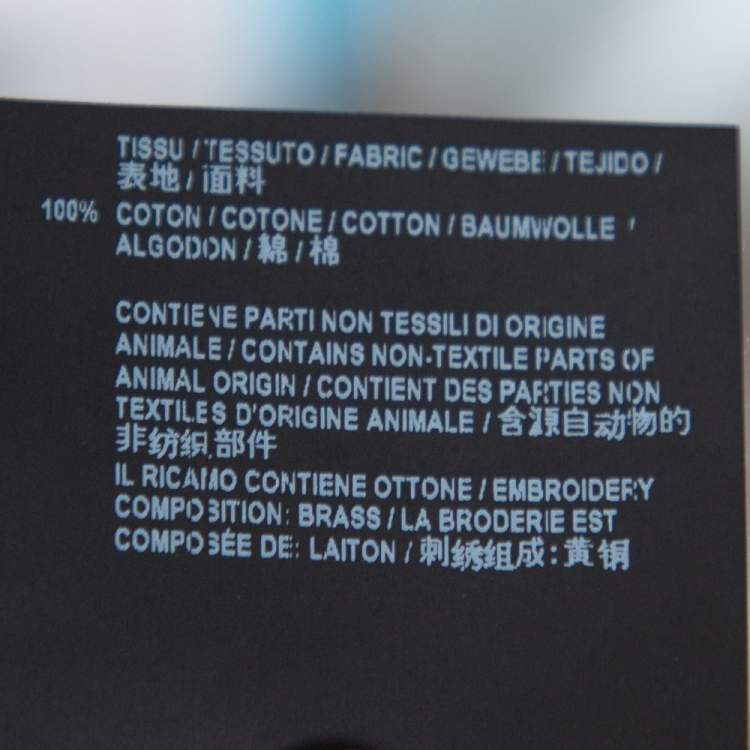 TISSU / TESSUTO / FABRIC / GEWEBE / TEJIDO /
表地 / 面料
100% COTON / COTONE / COTTON / BAUMWOLLE /
ALGODON / 綿 / 棉
CONTIENE PARTI NON TESSILI DI ORIGINE
ANIMALE / CONTAINS NON-TEXTILE PARTS OF
ANIMAL ORIGIN / CONTIENT DES PARTIES NON
TEXTILES D'ORIGINE ANIMALE / 含源自动物的
非纺织部件
IL RICAMO CONTIENE OTTONE / EMBROIDERY
COMPOSITION: BRASS / LA BRODERIE EST
COMPOSÉE DE: LAITON / 刺绣组成: 黄铜